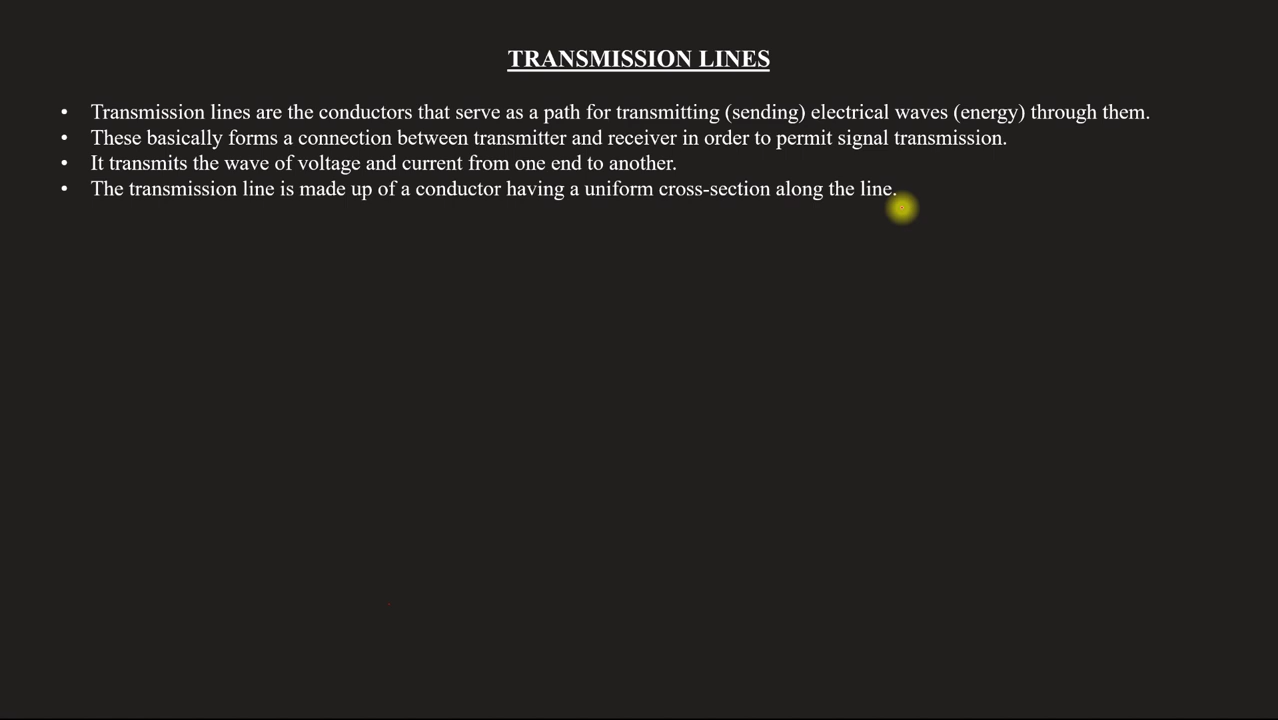 TRANSMISSION LINES
• Transmission lines are the conductors that serve as a path for transmitting (sending) electrical waves (energy) through them.
• These basically forms a connection between transmitter and receiver in order to permit signal transmission.
• It transmits the wave of voltage and current from one end to another.
• The transmission line is made up of a conductor having a uniform cross-section along the line.